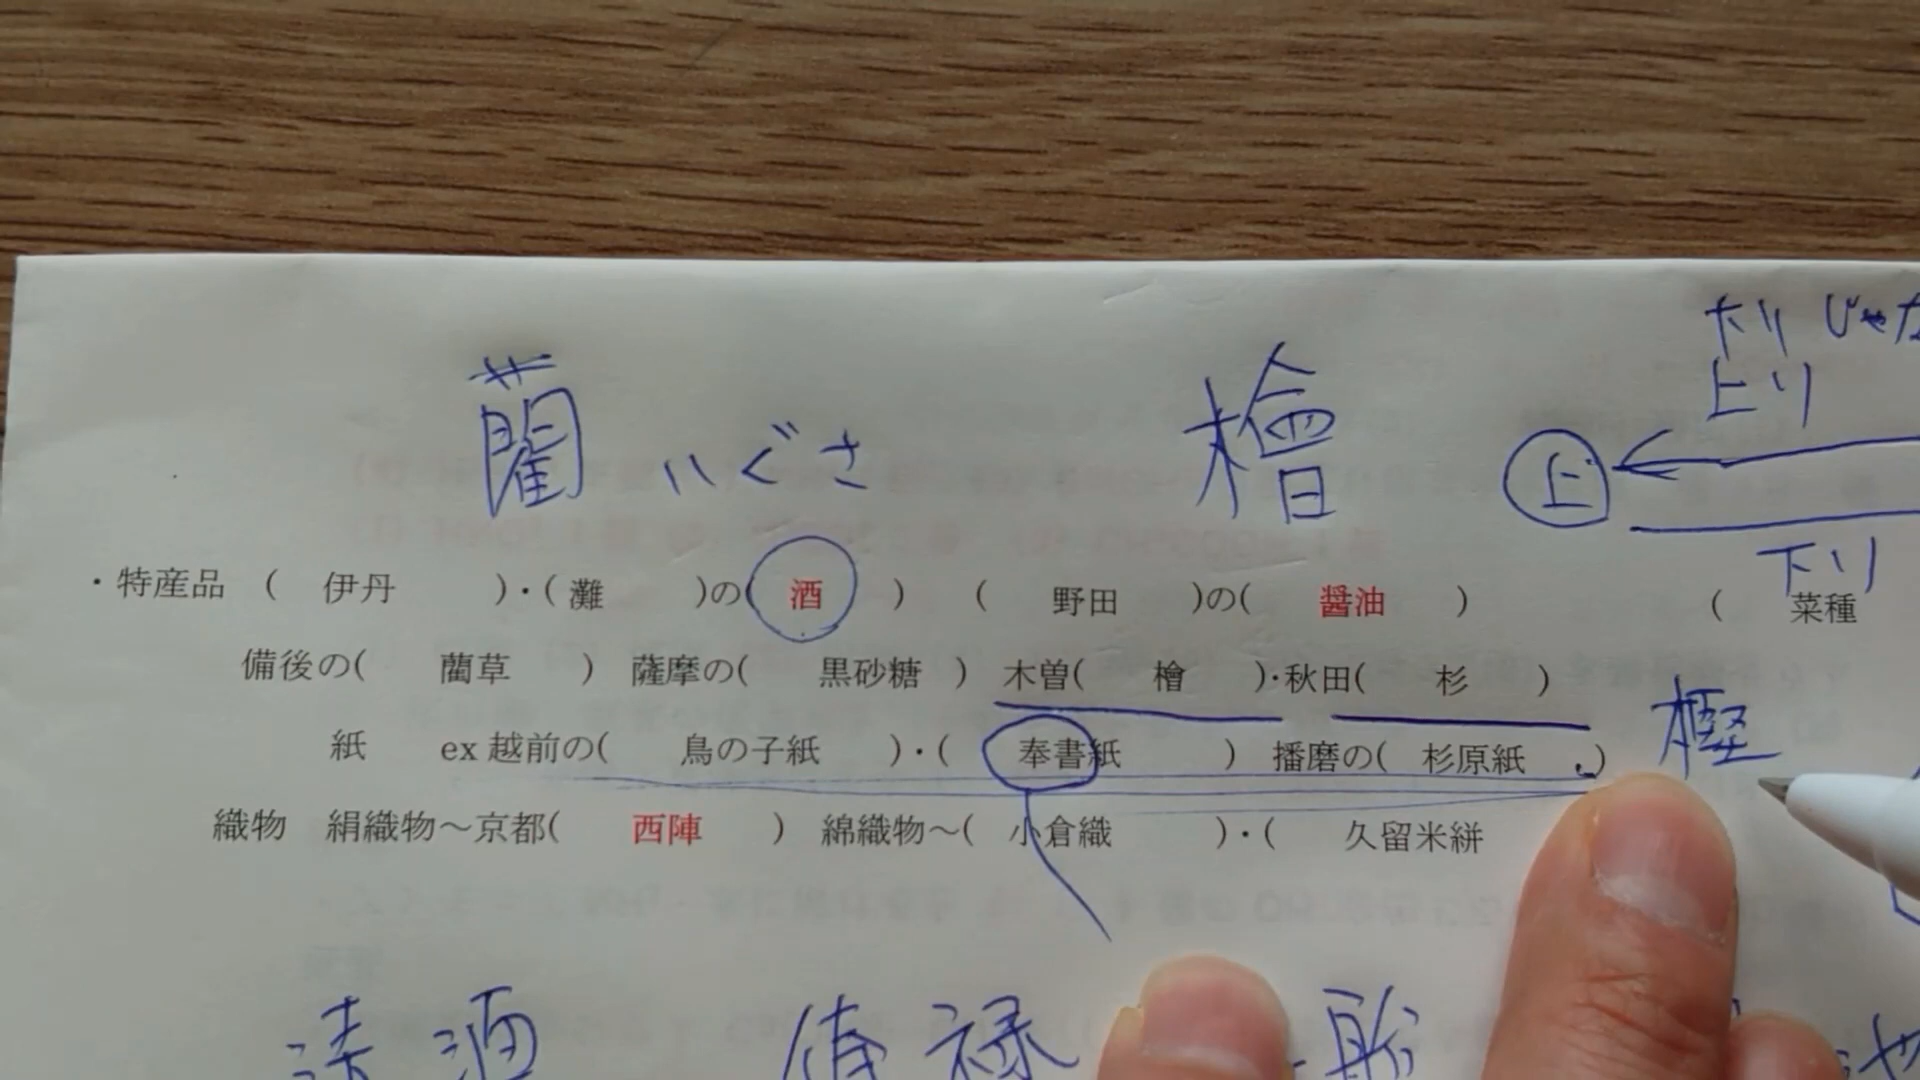 下りじゃな
上り
藺 いぐさ 檜 上
下り
・特産品 ( 伊丹 )・( 灘 )の( 酒 ) ( 野田 )の( 醤油 ) ( 菜種
備後の( 藺草 ) 薩摩の( 黒砂糖 ) 木曽( 檜 )・秋田( 杉 )
樫
紙 ex 越前の( 鳥の子紙 )・( 奉書紙 ) 播磨の( 杉原紙 )
織物 絹織物～京都( 西陣 ) 綿織物～( 小倉織 )・( 久留米絣
清酒